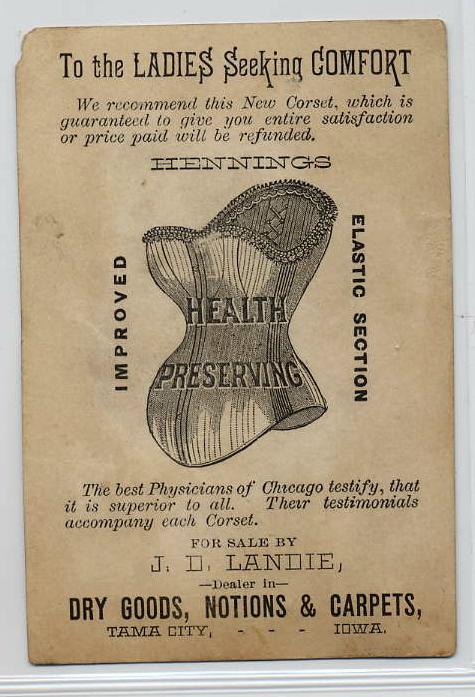 To the LADIES Seeking COMFORT
We recommend this New Corset, which is
guaranteed to give you entire satisfaction
or price paid will be refunded.
HENNINGS
IMPROVED
HEALTH
PRESERVING
ELASTIC SECTION
The best Physicians of Chicago testify, that
it is superior to all. Their testimonials
accompany each Corset.
FOR SALE BY
J. D. LANDIE,
—Dealer in—
DRY GOODS, NOTIONS & CARPETS,
TAMA CITY, - - - IOWA.